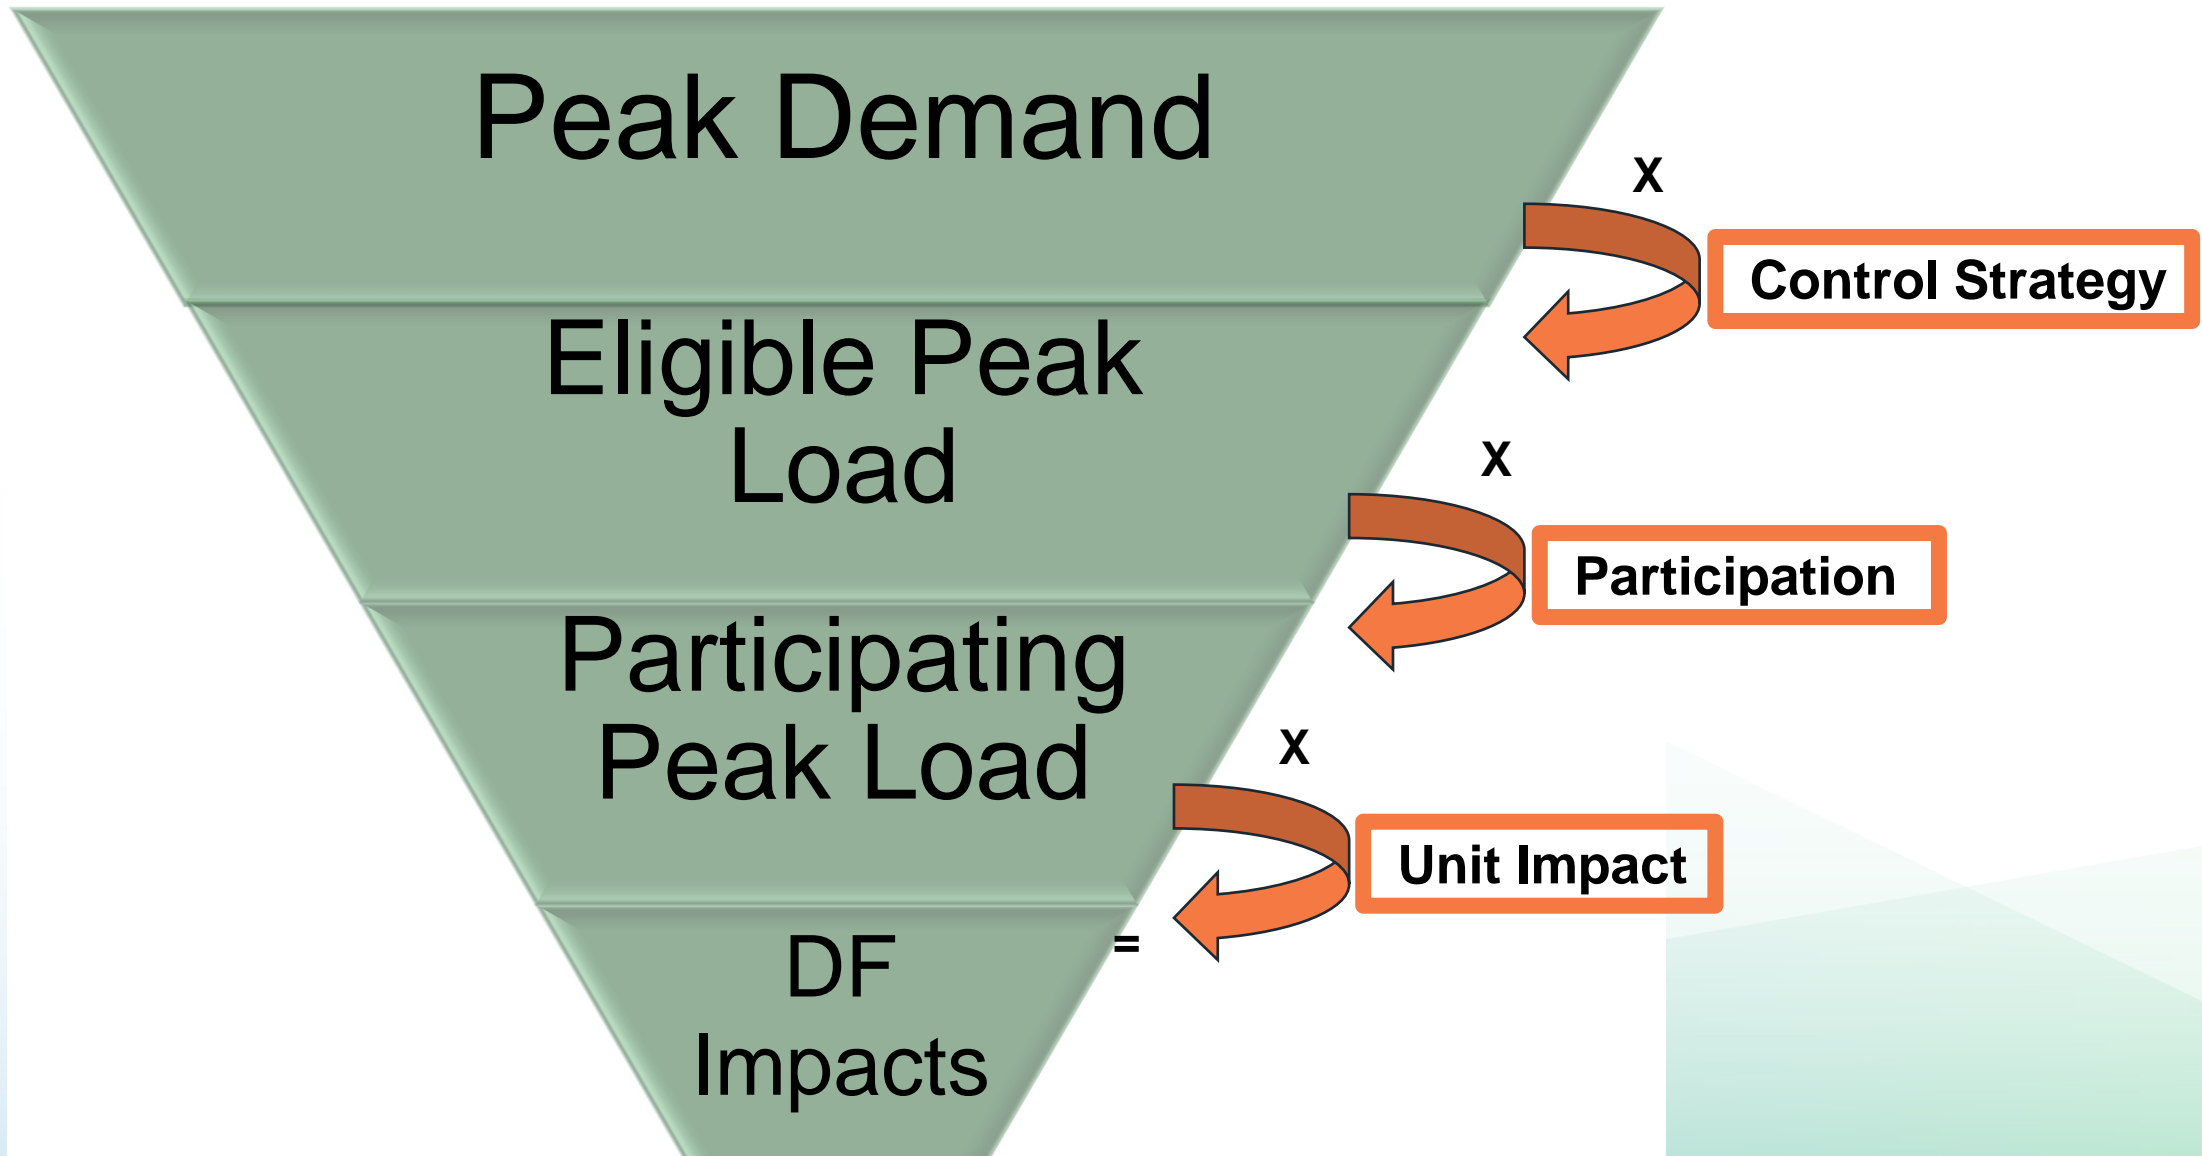 Peak Demand
X
Control Strategy
Eligible Peak
Load
X
Participation
Participating
Peak Load
X
Unit Impact
=
DF
Impacts